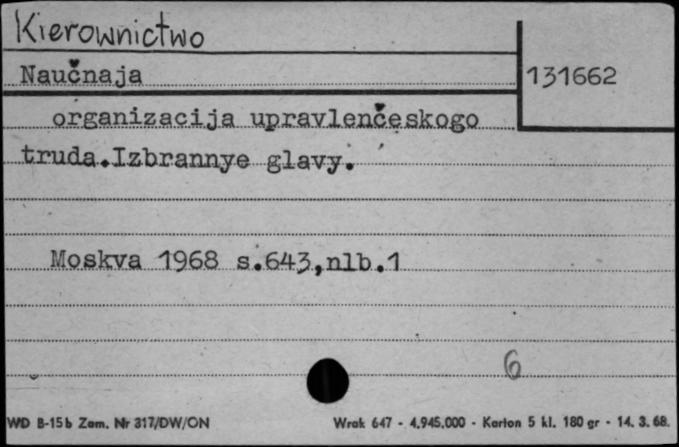 Kierownictwo
Naučnaja
131662
organizacija upravlenčeskogo
truda.Izbrannye glavy.
Moskva 1968 s.643,nlb.1
6
WD B-15b Zam. Nr 317/DW/ON
Wrak 647 - 4.945.000 - Karton 5 kl. 180 gr - 14. 3. 68.